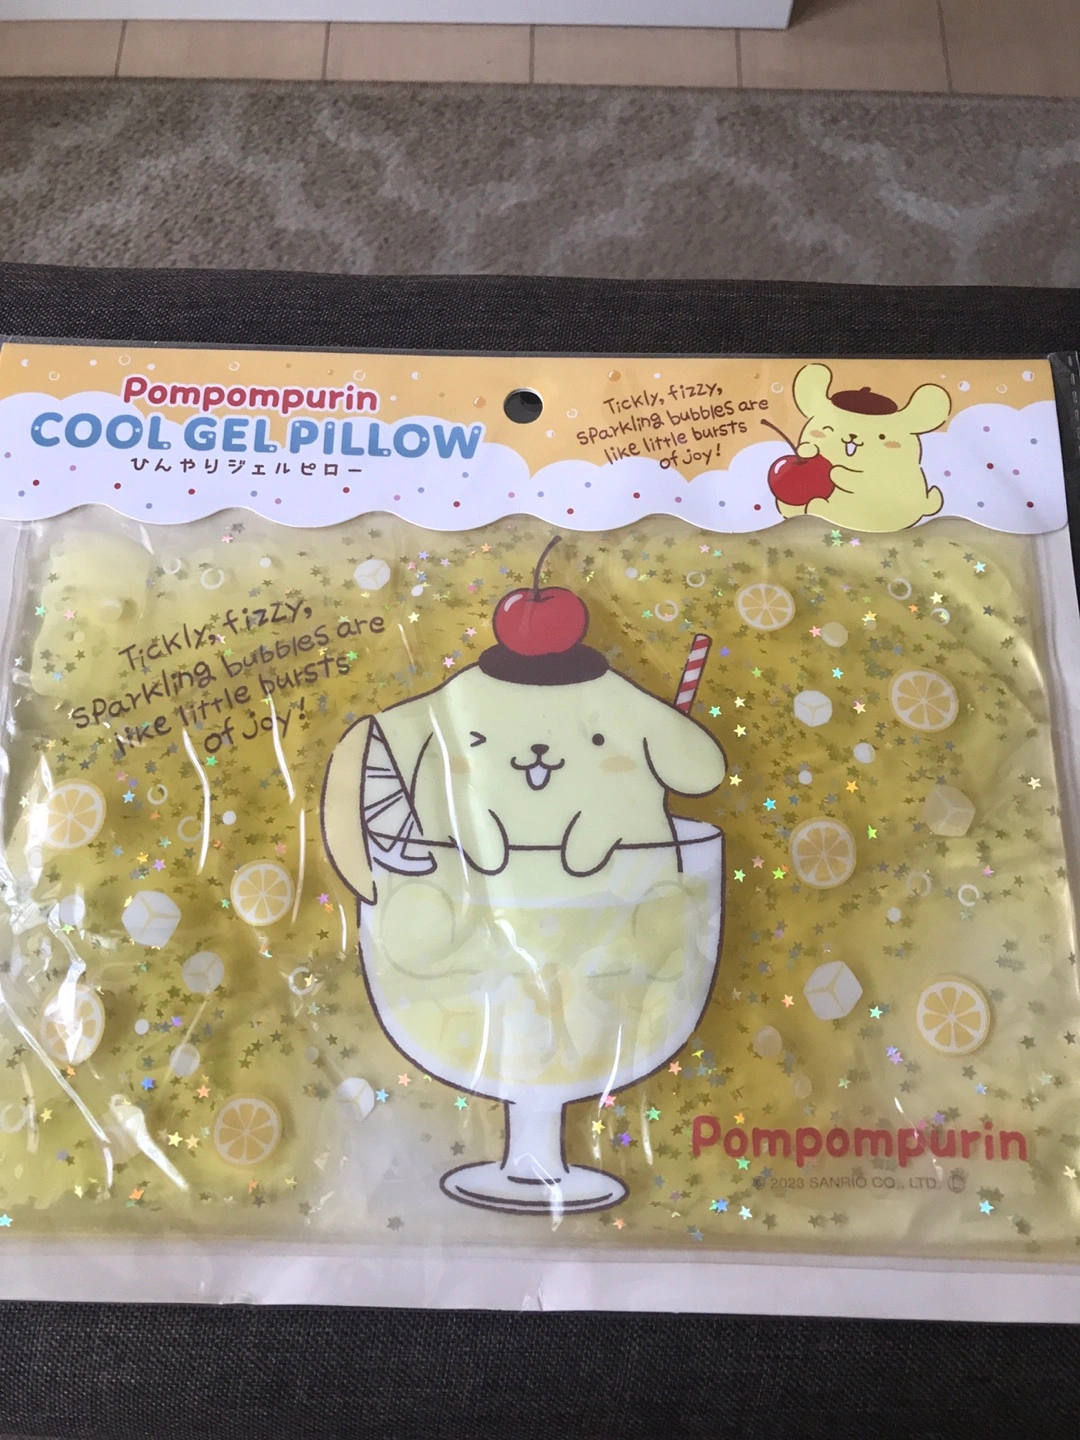 Pompompurin
COOL GEL PILLOW
ひんやりジェルピロー
Tickly, fizzy,
sparkling bubbles are
like little bursts
of joy!
Tickly, fizzy,
sparkling bubbles are
like little bursts
of joy!
Pompompurin
© 2023 SANRIO CO., LTD.